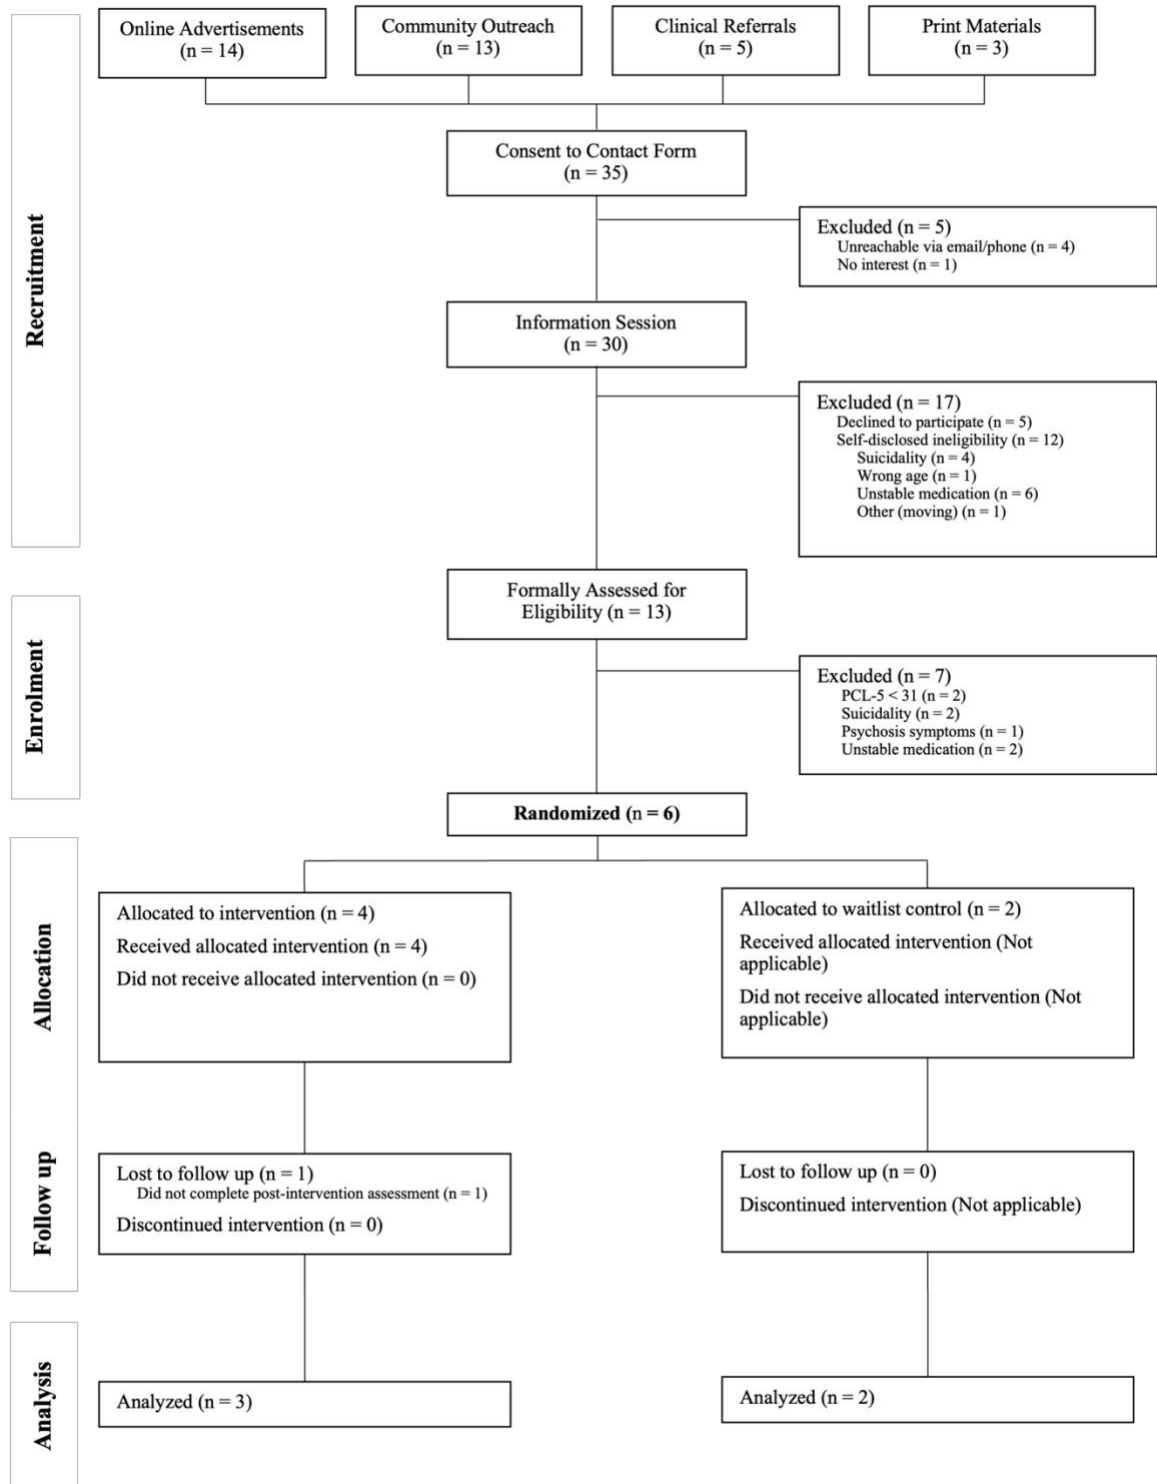 Online Advertisements
(n = 14)
Community Outreach
(n = 13)
Clinical Referrals
(n = 5)
Print Materials
(n = 3)
Recruitment
Consent to Contact Form
(n = 35)
Excluded (n = 5)
Unreachable via email/phone (n = 4)
No interest (n = 1)
Information Session
(n = 30)
Excluded (n = 17)
Declined to participate (n = 5)
Self-disclosed ineligibility (n = 12)
Suicidality (n = 4)
Wrong age (n = 1)
Unstable medication (n = 6)
Other (moving) (n = 1)
Enrolment
Formally Assessed for
Eligibility (n = 13)
Excluded (n = 7)
PCL-5 < 31 (n = 2)
Suicidality (n = 2)
Psychosis symptoms (n = 1)
Unstable medication (n = 2)
Randomized (n = 6)
Allocation
Allocated to intervention (n = 4)
Received allocated intervention (n = 4)
Did not receive allocated intervention (n = 0)
Allocated to waitlist control (n = 2)
Received allocated intervention (Not
applicable)
Did not receive allocated intervention (Not
applicable)
Follow up
Lost to follow up (n = 1)
Did not complete post-intervention assessment (n = 1)
Discontinued intervention (n = 0)
Lost to follow up (n = 0)
Discontinued intervention (Not applicable)
Analysis
Analyzed (n = 3)
Analyzed (n = 2)